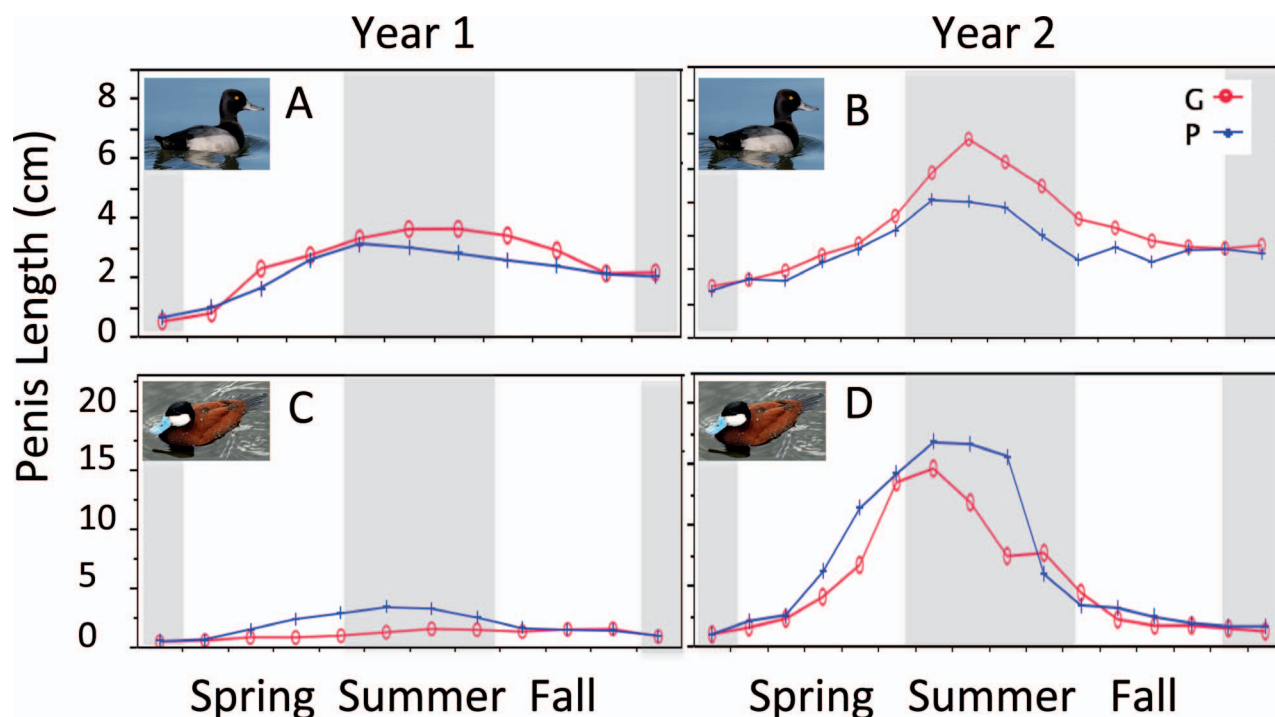 Year 1
Year 2
Penis Length (cm)
A
B
G
P
8
6
4
2
0
C
D
20
15
10
5
0
Spring Summer Fall
Spring Summer Fall